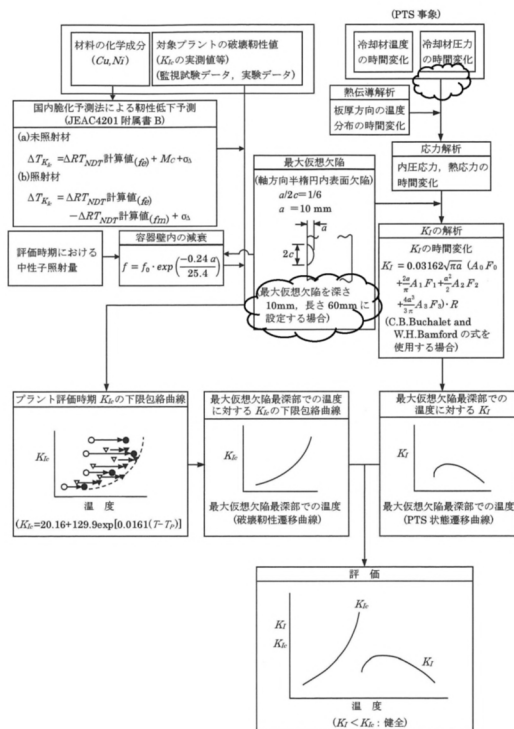 (PTS 事象)
材料の化学成分
(Cu,Ni)
対象プラントの破壊靭性値
(KIcの実測値等)
(監視試験データ，実験データ)
冷却材温度
の時間変化
冷却材圧力
の時間変化
熱伝導解析
板厚方向の温度
分布の時間変化
国内脆化予測法による靭性低下予測
(JEAC4201 附属書 B)
(a)未照射材
ΔTKIc =ΔRTNDT計算値(fe)+MC+σΔ
(b)照射材
ΔTKIc =ΔRTNDT計算値(fe)
−ΔRTNDT計算値(fm)+σΔ
応力解析
内圧応力，熱応力の
時間変化
最大仮想欠陥
(軸方向半楕円内表面欠陥)
a/2c=1/6
a =10 mm
a
2c
最大仮想欠陥を深さ
10mm，長さ 60mm に
設定する場合)
評価時期における
中性子照射量
容器壁内の減衰
f=f0·exp(−0.24 a/25.4)
KIの解析
KIの時間変化
KI = 0.03162√πa (A0F0
+2a/π A1F1+a²/2 A2F2
+4a³/3π A3F3)·R
(C.B.Buchalet and
W.H.Bamford の式を
使用する場合)
プラント評価時期 KIcの下限包絡曲線
KIc
温 度
(KIc=20.16+129.9exp[0.0161(T−Tp)]
最大仮想欠陥最深部での温度
に対する KIcの下限包絡曲線
KIc
最大仮想欠陥最深部での温度
(破壊靭性遷移曲線)
最大仮想欠陥最深部での
温度に対する KI
KI
最大仮想欠陥最深部での温度
(PTS 状態遷移曲線)
評 価
KIc
KI
KIc
KI
温 度
(KI<KIc : 健全)